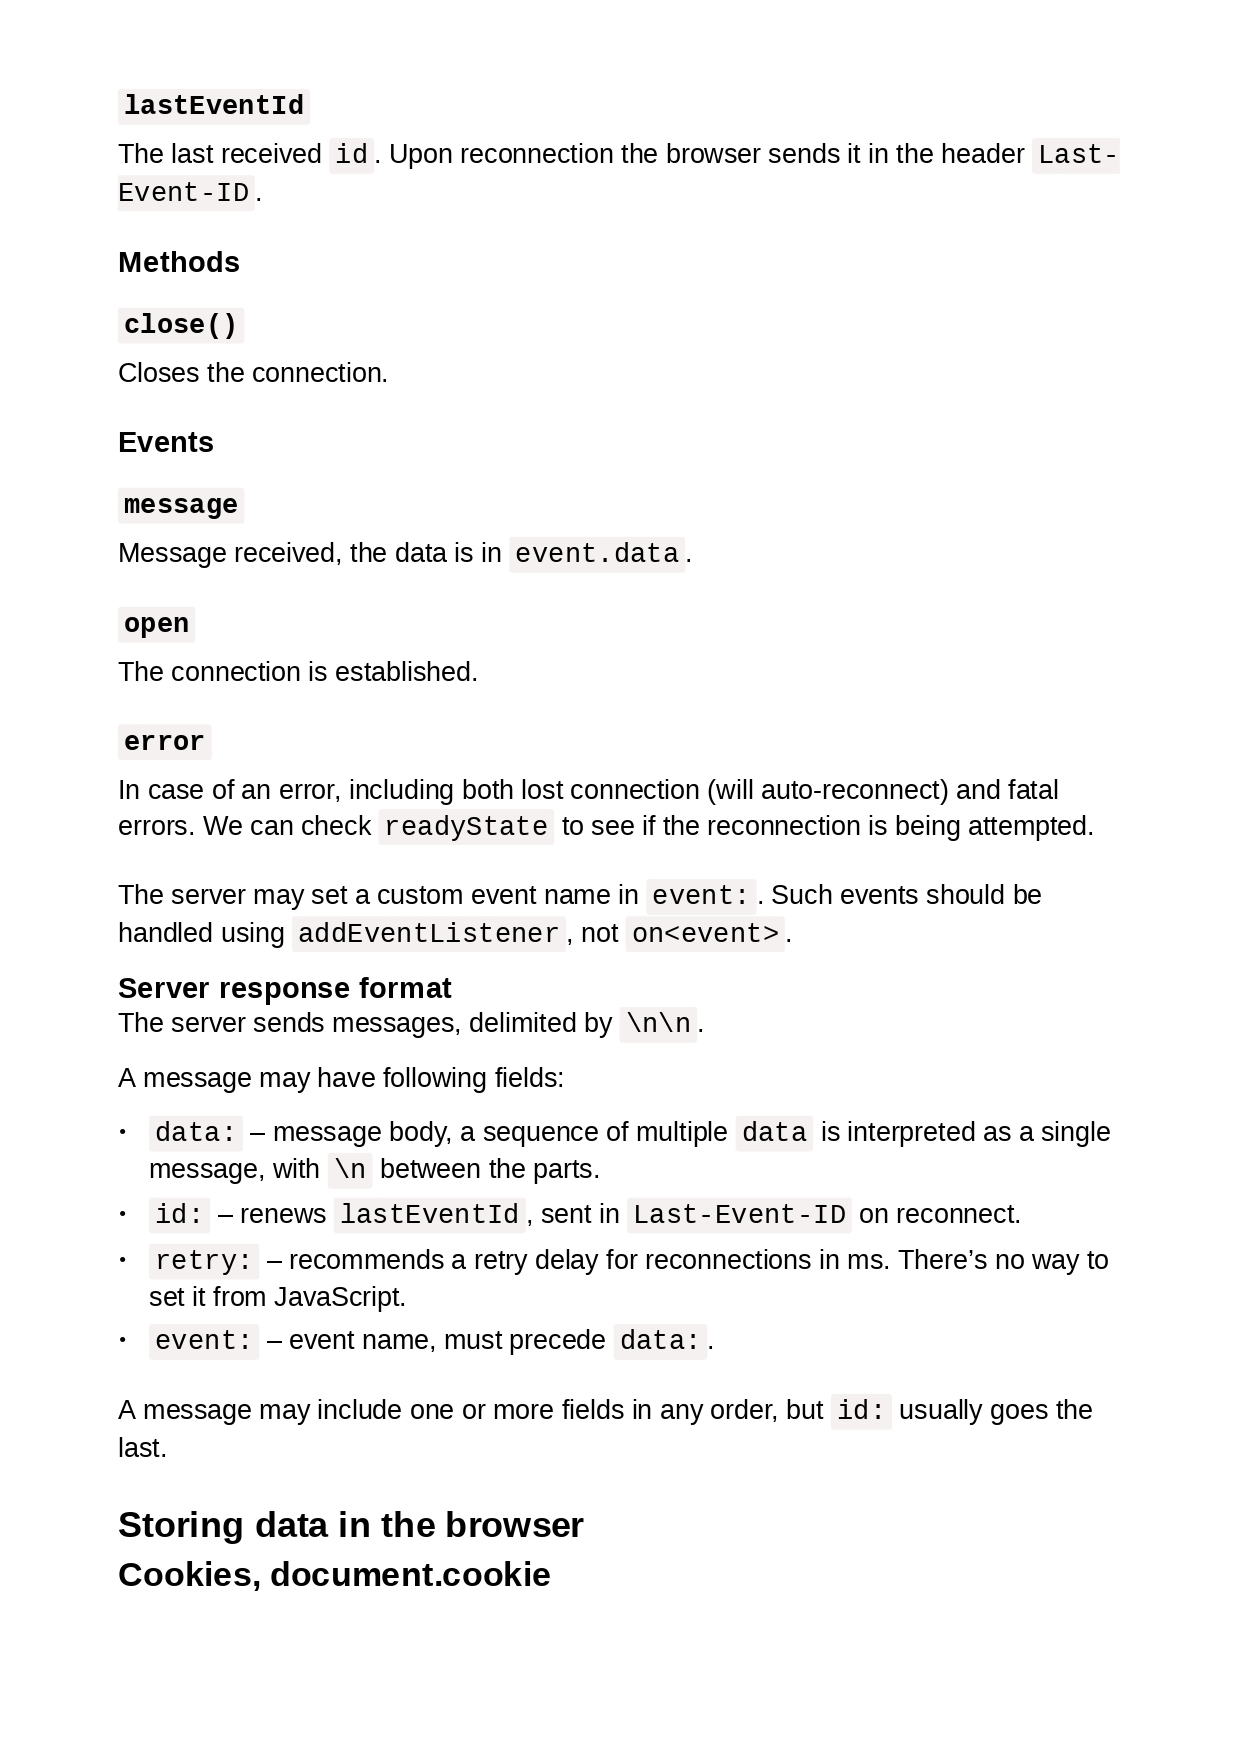 lastEventId
The last received id. Upon reconnection the browser sends it in the header Last-
Event-ID.
Methods
close()
Closes the connection.
Events
message
Message received, the data is in event.data.
open
The connection is established.
error
In case of an error, including both lost connection (will auto-reconnect) and fatal
errors. We can check readyState to see if the reconnection is being attempted.
The server may set a custom event name in event:. Such events should be
handled using addEventListener, not on<event>.
Server response format
The server sends messages, delimited by \n\n.
A message may have following fields:
• data: – message body, a sequence of multiple data is interpreted as a single
message, with \n between the parts.
• id: – renews lastEventId, sent in Last-Event-ID on reconnect.
• retry: – recommends a retry delay for reconnections in ms. There’s no way to
set it from JavaScript.
• event: – event name, must precede data:.
A message may include one or more fields in any order, but id: usually goes the
last.
Storing data in the browser
Cookies, document.cookie